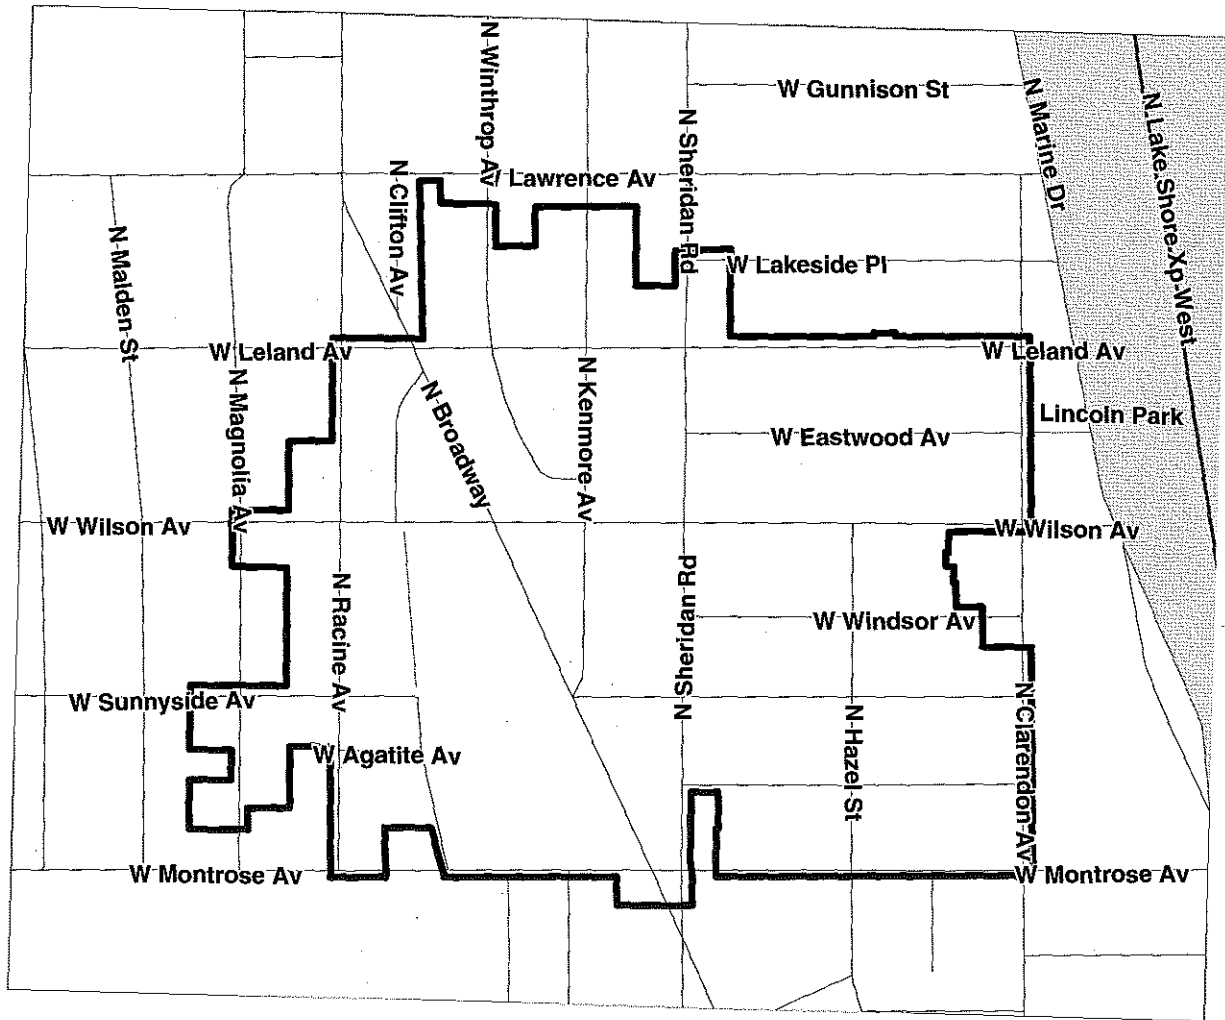 N Winthrop Av
W Gunnison St
N Marine Dr
N Lake Shore Xp West
N Sheridan Rd
N Clifton Av
Lawrence Av
N Malden St
W Lakeside Pl
W Leland Av
W Leland Av
N Magnolia Av
N Broadway
N Kenmore Av
Lincoln Park
W Eastwood Av
W Wilson Av
W Wilson Av
N Racine Av
N Sheridan Rd
W Windsor Av
W Sunnyside Av
N Hazel St
N Clarendon Av
W Agatite Av
W Montrose Av
W Montrose Av